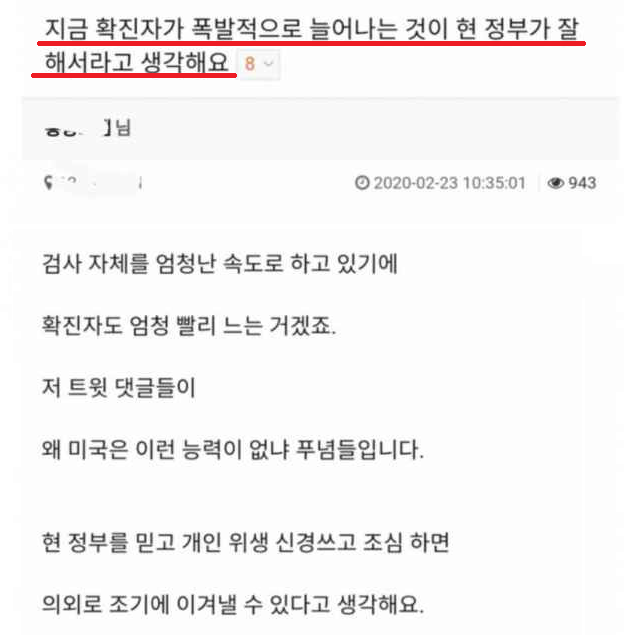 지금 확진자가 폭발적으로 늘어나는 것이 현 정부가 잘
해서라고 생각해요 8
님
2020-02-23 10:35:01 943
검사 자체를 엄청난 속도로 하고 있기에
확진자도 엄청 빨리 느는 거겠죠.
저 트윗 댓글들이
왜 미국은 이런 능력이 없냐 푸념들입니다.
현 정부를 믿고 개인 위생 신경쓰고 조심 하면
의외로 조기에 이겨낼 수 있다고 생각해요.